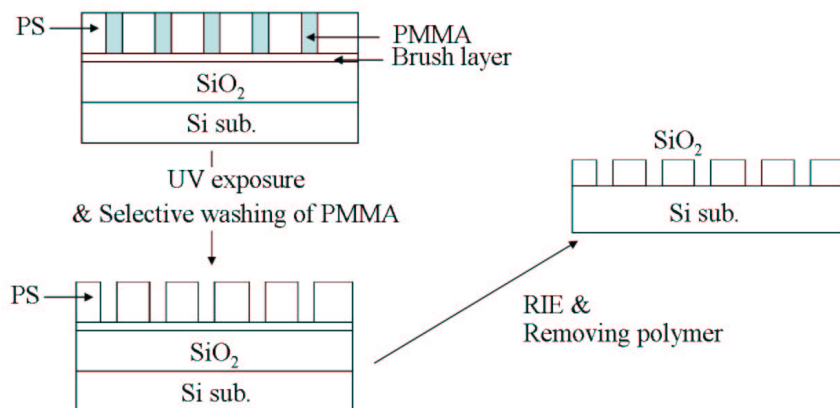 PS
PMMA
Brush layer
SiO₂
Si sub.
UV exposure
& Selective washing of PMMA
PS
SiO₂
Si sub.
RIE &
Removing polymer
SiO₂
Si sub.